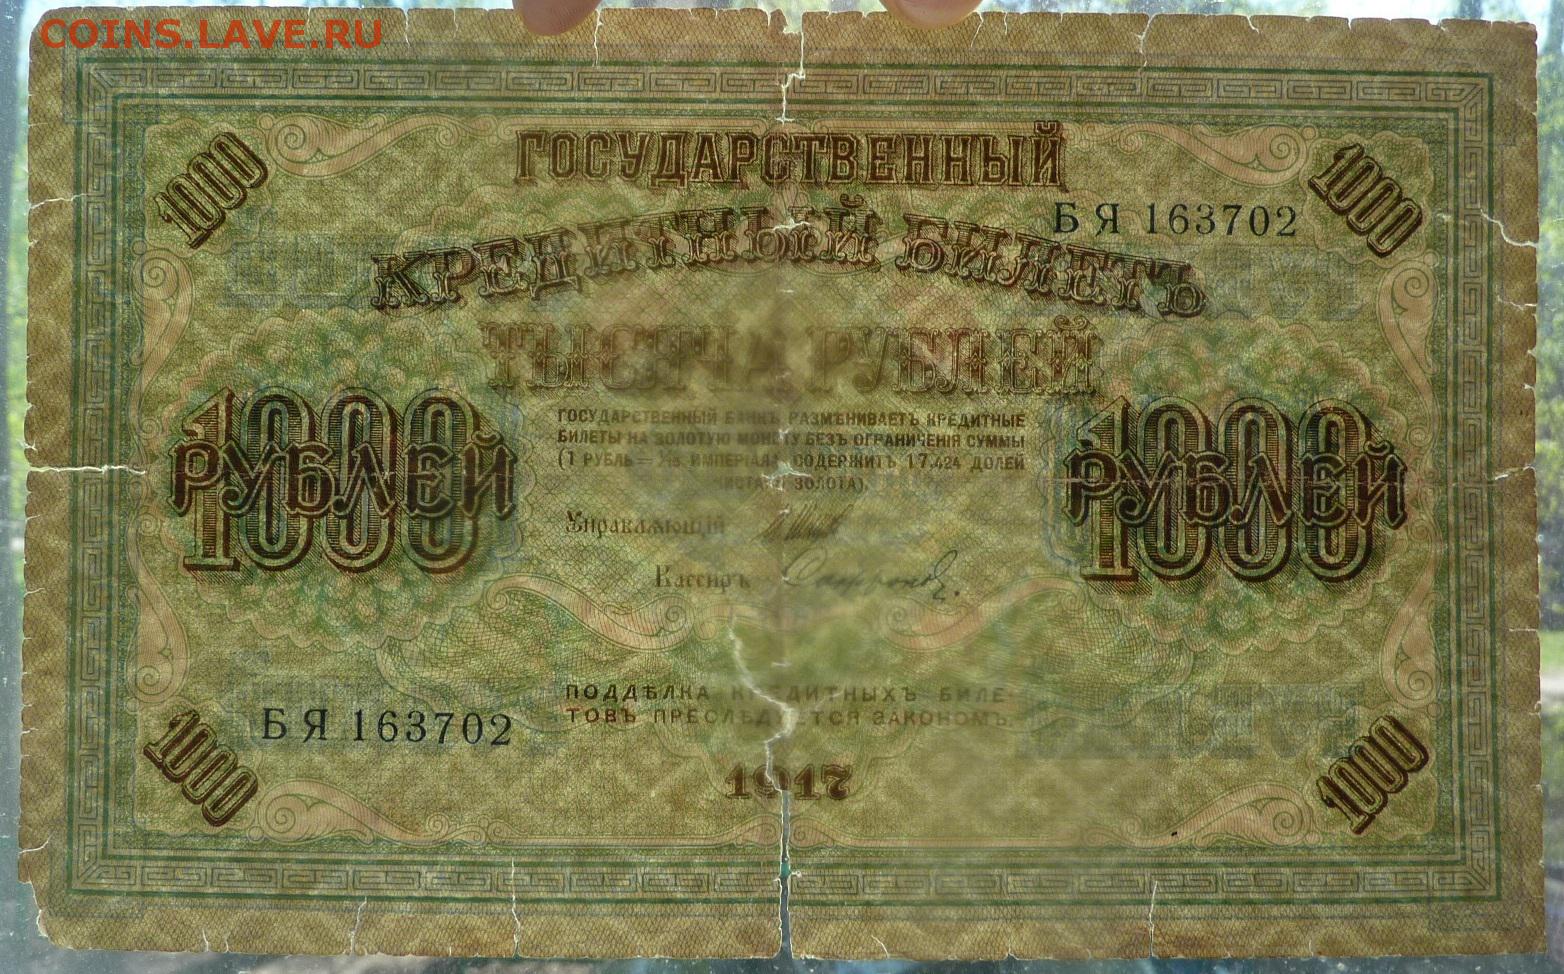 COINS.LAVE.RU
1000
ГОСУДАРСТВЕННЫЙ
1000
БЯ 163702
КРЕДИТНЫЙ БИЛЕТЪ
ТЫСЯЧА РУБЛЕЙ
1000
РУБЛЕЙ
1000
РУБЛЕЙ
ГОСУДАРСТВЕННЫЙ БАНКЪ РАЗМѢНИВАЕТЪ КРЕДИТНЫЕ
БИЛЕТЫ НА ЗОЛОТУЮ МОНЕТУ БЕЗЪ ОГРАНИЧЕНІЯ СУММЫ
(1 РУБЛЬ = 1/15 ИМПЕРІАЛА, СОДЕРЖИТЪ 17,424 ДОЛЕЙ
ЧИСТАГО ЗОЛОТА).
Управляющій
Кассиръ
БЯ 163702
ПОДДѢЛКА КРЕДИТНЫХЪ БИЛЕ-
ТОВЪ ПРЕСЛѢДУЕТСЯ ЗАКОНОМЪ.
1917
1000
1000